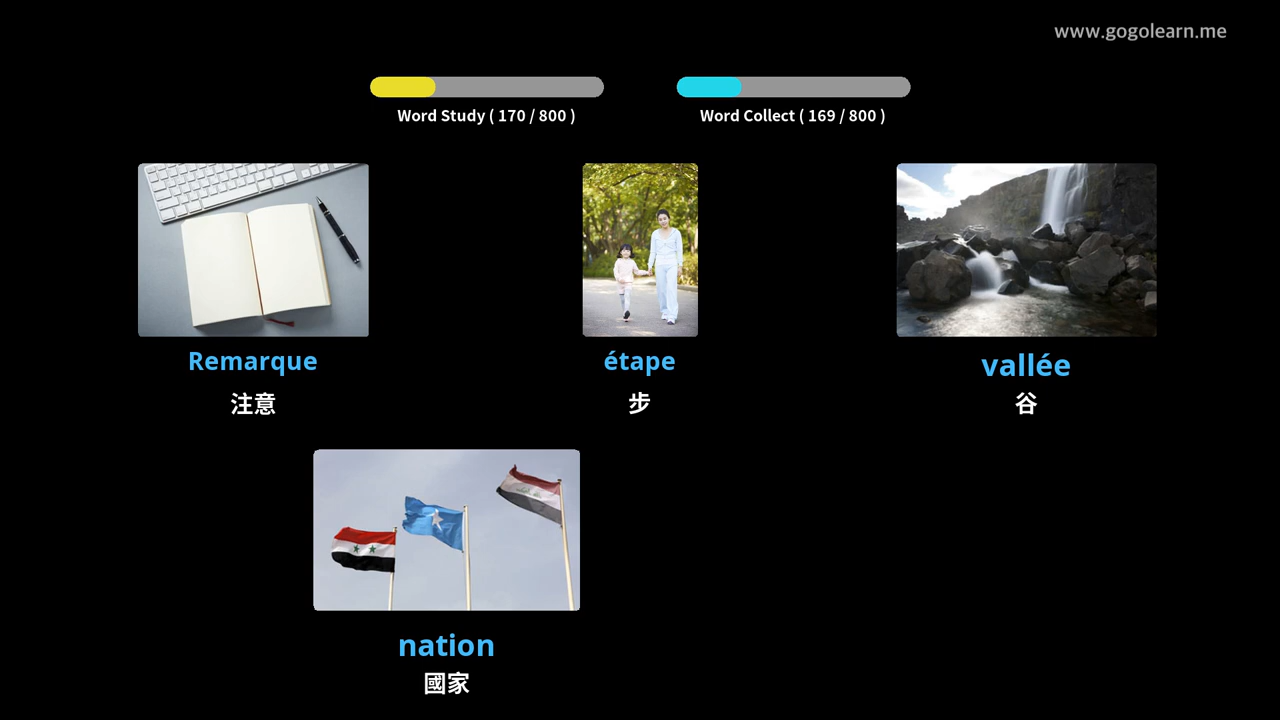 www.gogolearn.me
Word Study ( 170 / 800 )
Word Collect ( 169 / 800 )
Remarque
étape
vallée
注意
步
谷
nation
國家